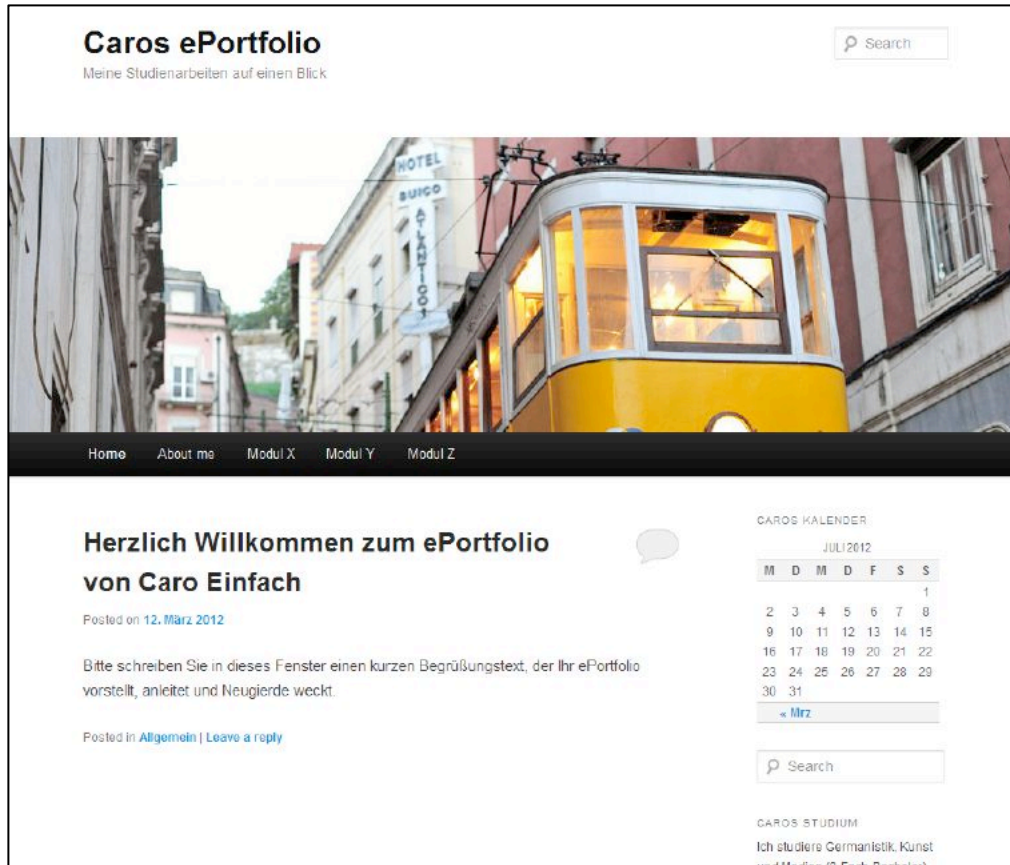 Caros ePortfolio
Meine Studienarbeiten auf einen Blick
Search
HOTEL
SUICO
ATLANTICO
Home About me Modul X Modul Y Modul Z
Herzlich Willkommen zum ePortfolio
von Caro Einfach
Posted on 12. März 2012
Bitte schreiben Sie in dieses Fenster einen kurzen Begrüßungstext, der Ihr ePortfolio
vorstellt, anleitet und Neugierde weckt.
Posted in Allgemein | Leave a reply
CAROS KALENDER
JULI 2012
M D M D F S S
1
2 3 4 5 6 7 8
9 10 11 12 13 14 15
16 17 18 19 20 21 22
23 24 25 26 27 28 29
30 31
« Mrz
Search
CAROS STUDIUM
Ich studiere Germanistik, Kunst